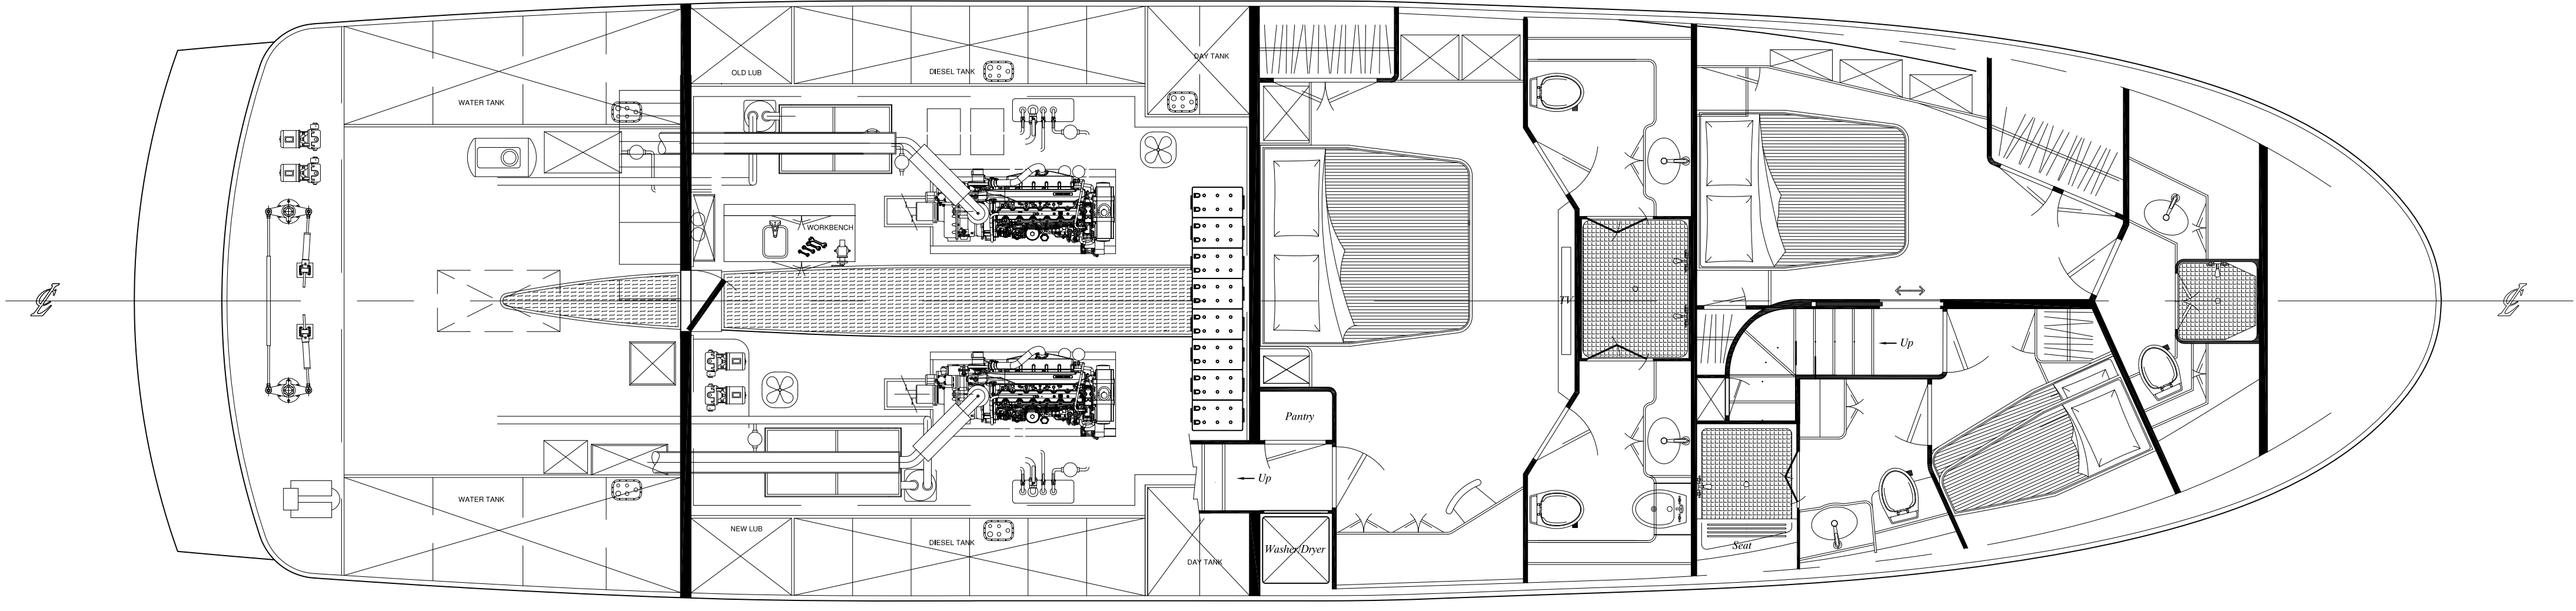 OLD LUB
DIESEL TANK
DAY TANK
WATER TANK
WORKBENCH
℄
TV
℄
Up
Pantry
Up
WATER TANK
NEW LUB
DIESEL TANK
DAY TANK
Washer/Dryer
Seat